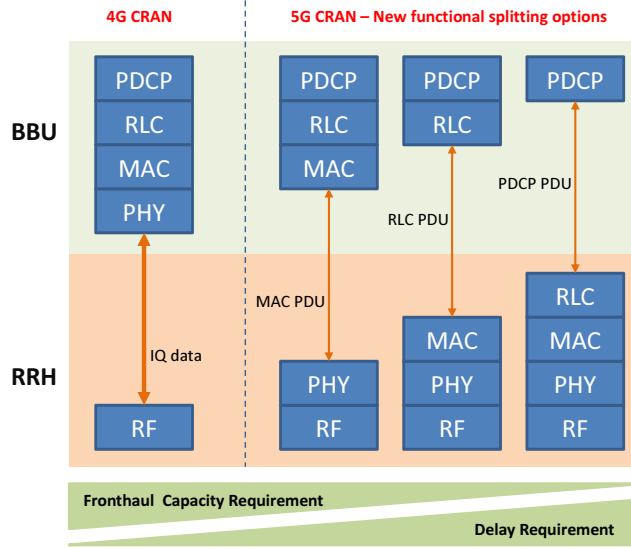 4G CRAN
5G CRAN – New functional splitting options
BBU
PDCP
RLC
MAC
PHY
PDCP
RLC
MAC
PDCP
RLC
PDCP
IQ data
MAC PDU
RLC PDU
PDCP PDU
RRH
RF
PHY
RF
MAC
PHY
RF
RLC
MAC
PHY
RF
Fronthaul Capacity Requirement
Delay Requirement